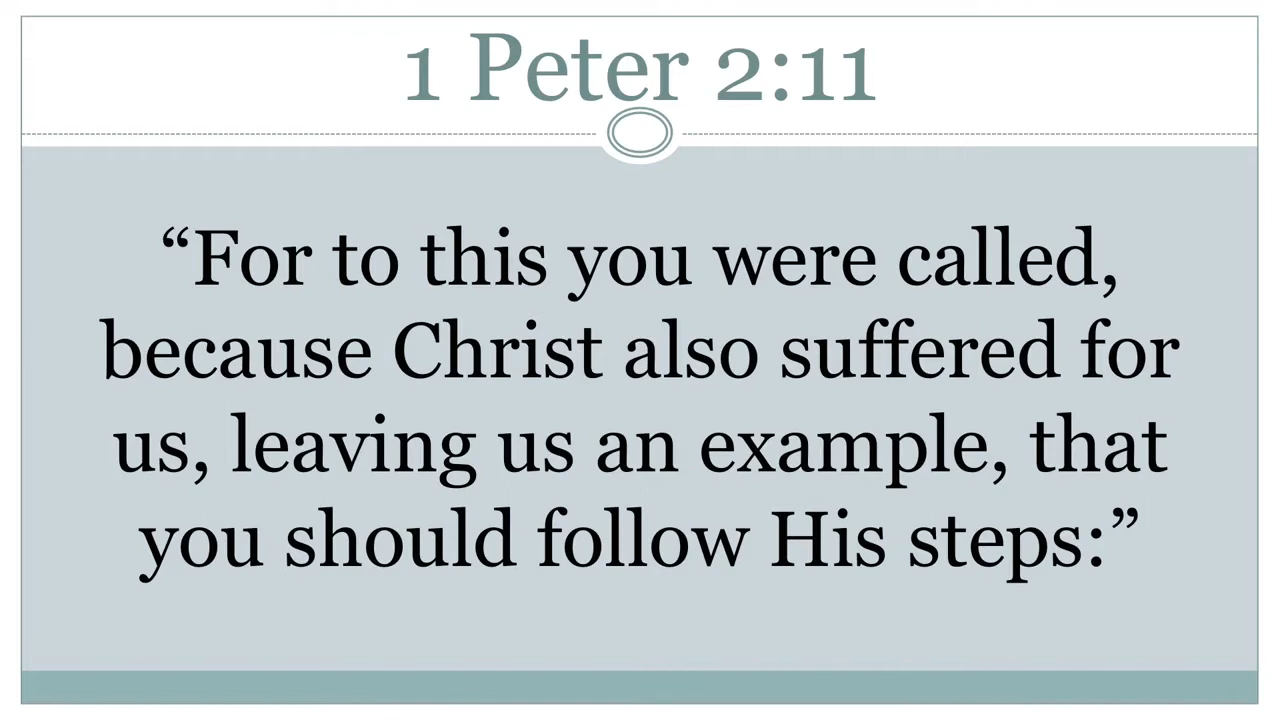 1 Peter 2:11
“For to this you were called,
because Christ also suffered for
us, leaving us an example, that
you should follow His steps:”